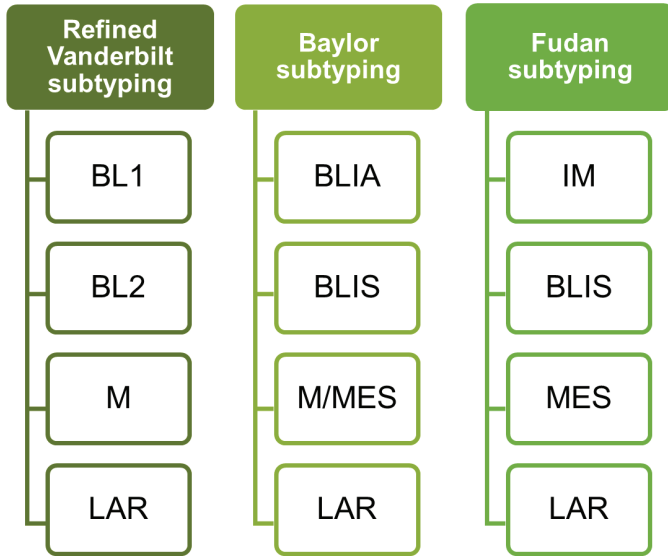 Refined
Vanderbilt
subtyping
BL1
BL2
M
LAR
Baylor
subtyping
BLIA
BLIS
M/MES
LAR
Fudan
subtyping
IM
BLIS
MES
LAR